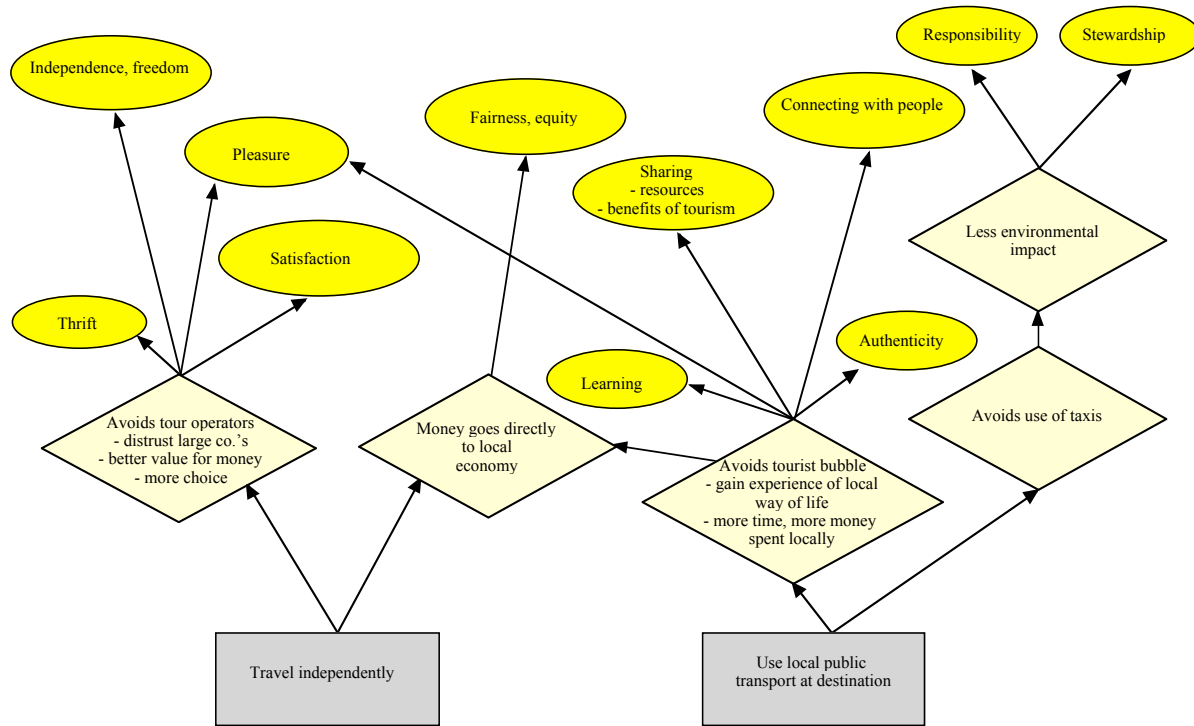 Responsibility
Stewardship
Independence, freedom
Connecting with people
Fairness, equity
Pleasure
Sharing
- resources
- benefits of tourism
Less environmental
impact
Satisfaction
Thrift
Authenticity
Learning
Avoids tour operators
- distrust large co.'s
- better value for money
- more choice
Money goes directly
to local
economy
Avoids tourist bubble
- gain experience of local
way of life
- more time, more money
spent locally
Avoids use of taxis
Travel independently
Use local public
transport at destination